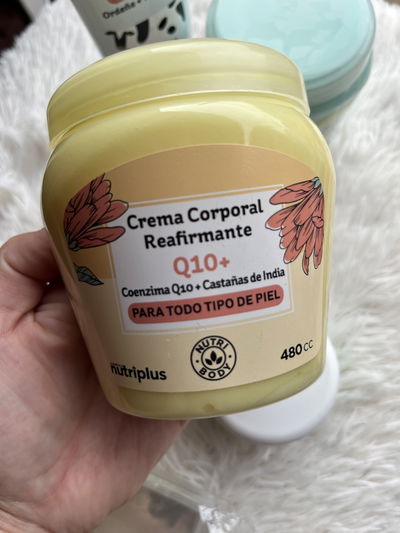 Ordeñe
Crema Corporal
Reafirmante
Q10+
Coenzima Q10 + Castañas de India
PARA TODO TIPO DE PIEL
NUTRI
BODY
nutriplus
480 CC